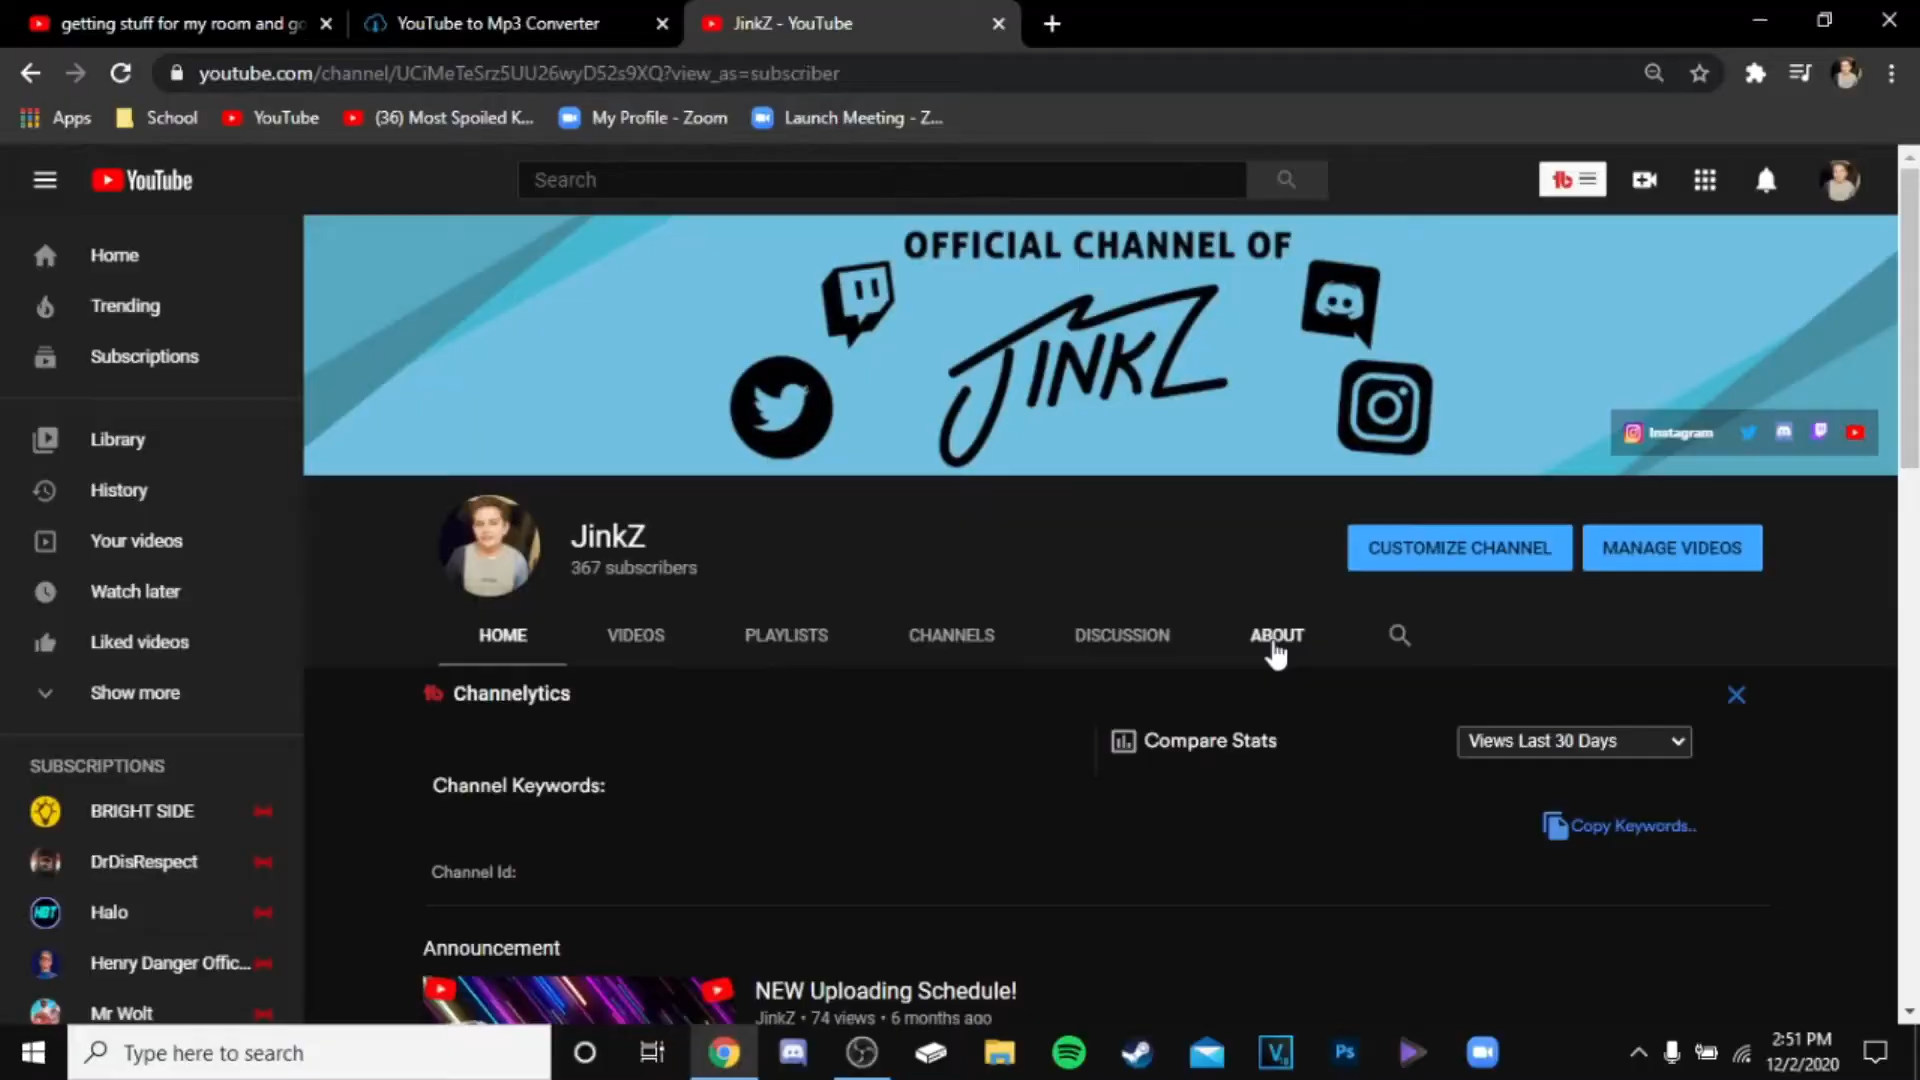 getting stuff for my room and go
YouTube to Mp3 Converter
JinkZ - YouTube
youtube.com/channel/UCiMeTeSrz5UU26wyD52s9XQ?view_as=subscriber
Apps
School
YouTube
(36) Most Spoiled K...
My Profile - Zoom
Launch Meeting - Z...
YouTube
Search
tb
OFFICIAL CHANNEL OF
JINKZ
Instagram
Home
Trending
Subscriptions
Library
History
Your videos
Watch later
Liked videos
Show more
SUBSCRIPTIONS
BRIGHT SIDE
DrDisRespect
HBT
Halo
Henry Danger Offic...
Mr Wolt
JinkZ
367 subscribers
CUSTOMIZE CHANNEL
MANAGE VIDEOS
HOME
VIDEOS
PLAYLISTS
CHANNELS
DISCUSSION
ABOUT
tb Channelytics
Compare Stats
Views Last 30 Days
Channel Keywords:
Copy Keywords..
Channel Id:
Announcement
NEW Uploading Schedule!
JinkZ • 74 views • 6 months ago
Type here to search
Ps
2:51 PM
12/2/2020